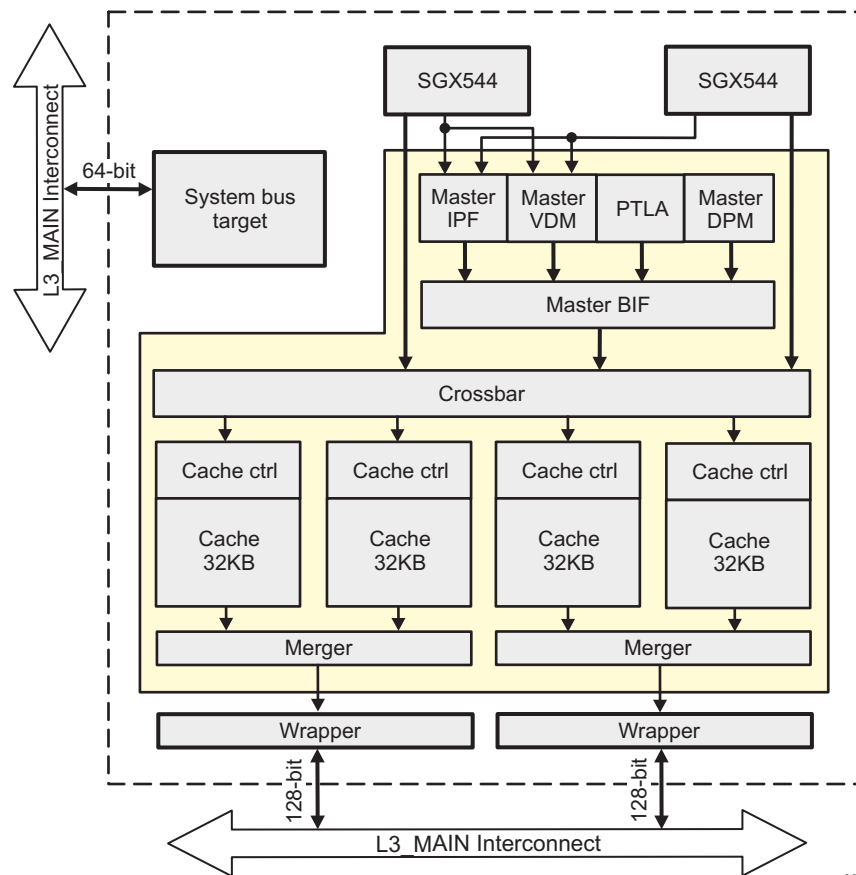 SGX544
SGX544
L3_MAIN Interconnect
64-bit
System bus
target
Master
IPF
Master
VDM
PTLA
Master
DPM
Master BIF
Crossbar
Cache ctrl
Cache ctrl
Cache ctrl
Cache ctrl
Cache
32KB
Cache
32KB
Cache
32KB
Cache
32KB
Merger
Merger
Wrapper
Wrapper
128-bit
128-bit
L3_MAIN Interconnect